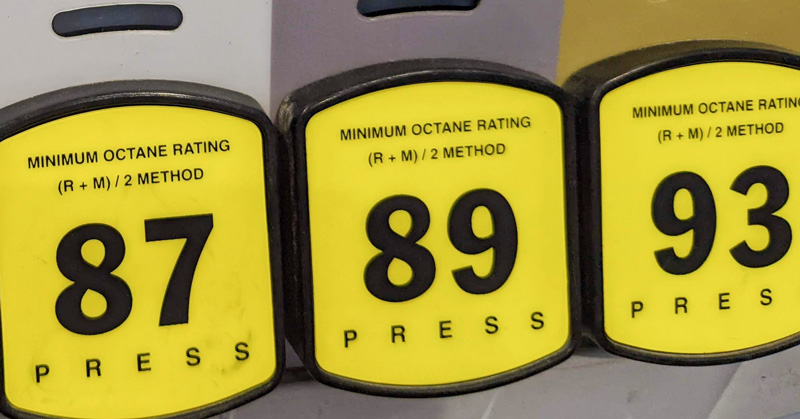 MINIMUM OCTANE RATING
(R + M) / 2 METHOD
87
PRESS
MINIMUM OCTANE RATING
(R + M) / 2 METHOD
89
PRESS
MINIMUM OCTANE RATING
(R + M) / 2 METHOD
93
PRES